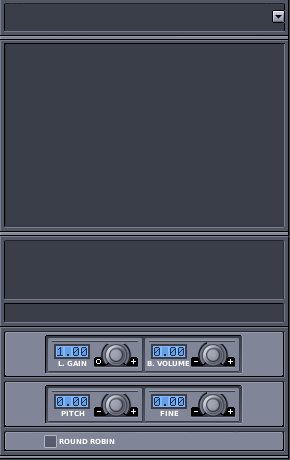 1.00 0.00
L. GAIN B. VOLUME
0.00 0.00
PITCH FINE
ROUND ROBIN